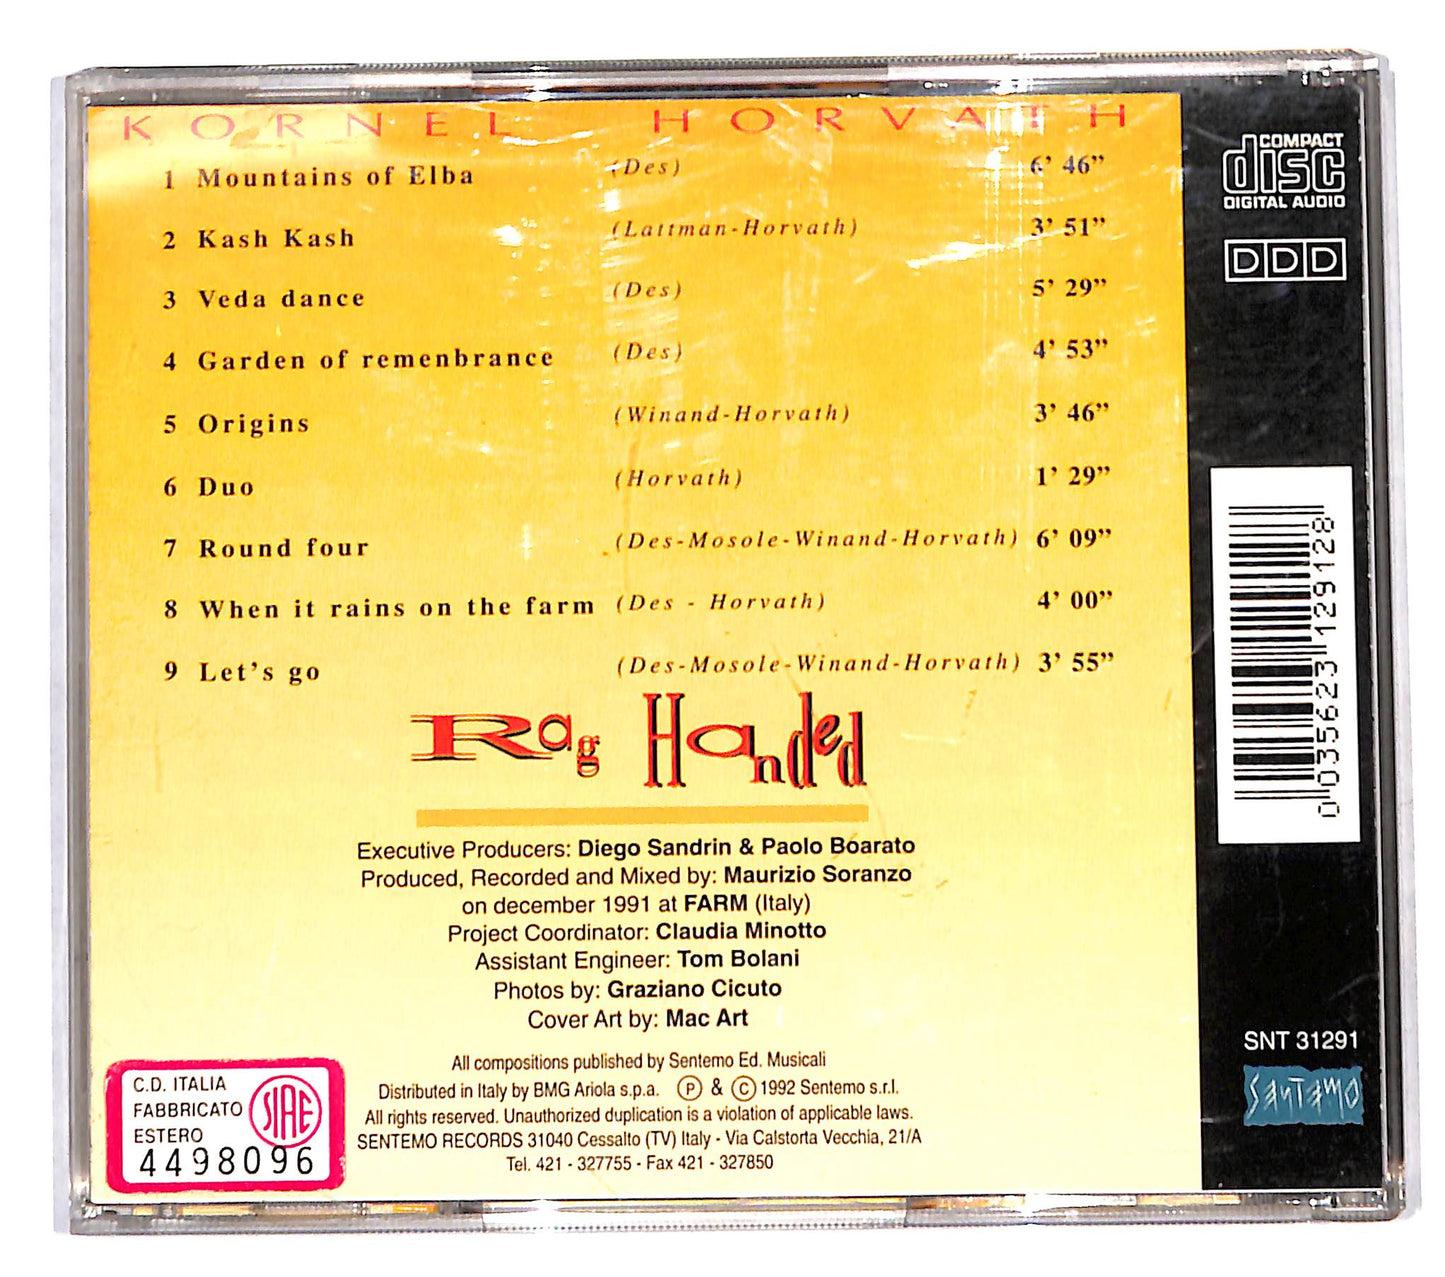 KORNEL HORVATH
1 Mountains of Elba (Des) 6' 46”
2 Kash Kash (Lattman-Horvath) 3' 51”
3 Veda dance (Des) 5' 29”
4 Garden of remenbrance (Des) 4' 53”
5 Origins (Winand-Horvath) 3' 46”
6 Duo (Horvath) 1' 29”
7 Round four (Des-Mosole-Winand-Horvath) 6' 09”
8 When it rains on the farm (Des - Horvath) 4' 00”
9 Let's go (Des-Mosole-Winand-Horvath) 3' 55”
Rag Handed
Executive Producers: Diego Sandrin & Paolo Boarato
Produced, Recorded and Mixed by: Maurizio Soranzo
on december 1991 at FARM (Italy)
Project Coordinator: Claudia Minotto
Assistant Engineer: Tom Bolani
Photos by: Graziano Cicuto
Cover Art by: Mac Art
All compositions published by Sentemo Ed. Musicali
Distributed in Italy by BMG Ariola s.p.a. Ⓟ & Ⓒ 1992 Sentemo s.r.l.
All rights reserved. Unauthorized duplication is a violation of applicable laws.
SENTEMO RECORDS 31040 Cessalto (TV) Italy - Via Calstorta Vecchia, 21/A
Tel. 421 - 327755 - Fax 421 - 327850
C.D. ITALIA
FABBRICATO
ESTERO
SIAE
4498096
COMPACT
disc
DIGITAL AUDIO
DDD
0035623129128
SNT 31291
SENTEMO